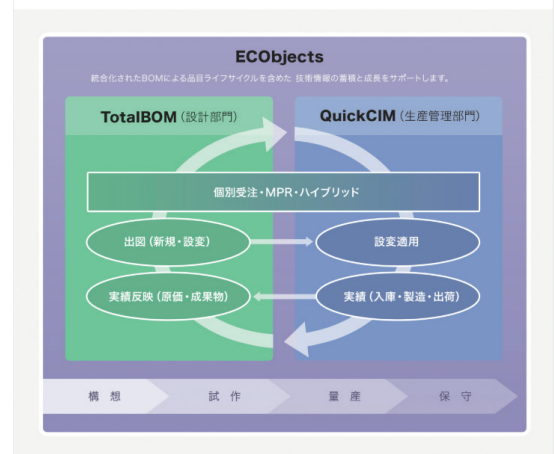 ECObjects
統合化されたBOMによる品目ライフサイクルを含めた 技術情報の蓄積と成長をサポートします。
TotalBOM（設計部門）
QuickCIM（生産管理部門）
個別受注・MPR・ハイブリッド
出図（新規・設変）
設変適用
実績反映（原価・成果物）
実績（入庫・製造・出荷）
構 想
試 作
量 産
保 守